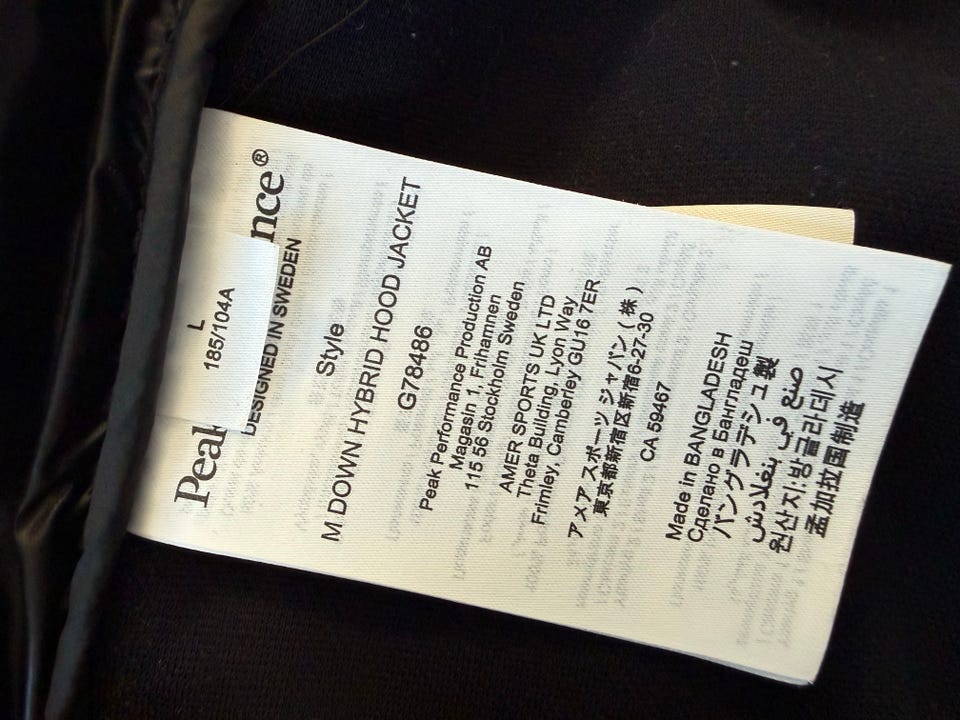 Peak
nce®
L
185/104A
DESIGNED IN SWEDEN
Style
M DOWN HYBRID HOOD JACKET
G78486
Peak Performance Production AB
Magasin 1, Frihamnen
115 56 Stockholm Sweden
AMER SPORTS UK LTD
Theta Building, Lyon Way
Frimley, Camberley GU16 7ER
アメア スポーツ ジャパン ( 株 )
東京都新宿区新宿6-27-30
CA 59467
Made in BANGLADESH
Сделано в Бангладеш
バングラデシュ製
صنع في بنغلادش
원산지:방글라데시
孟加拉国制造